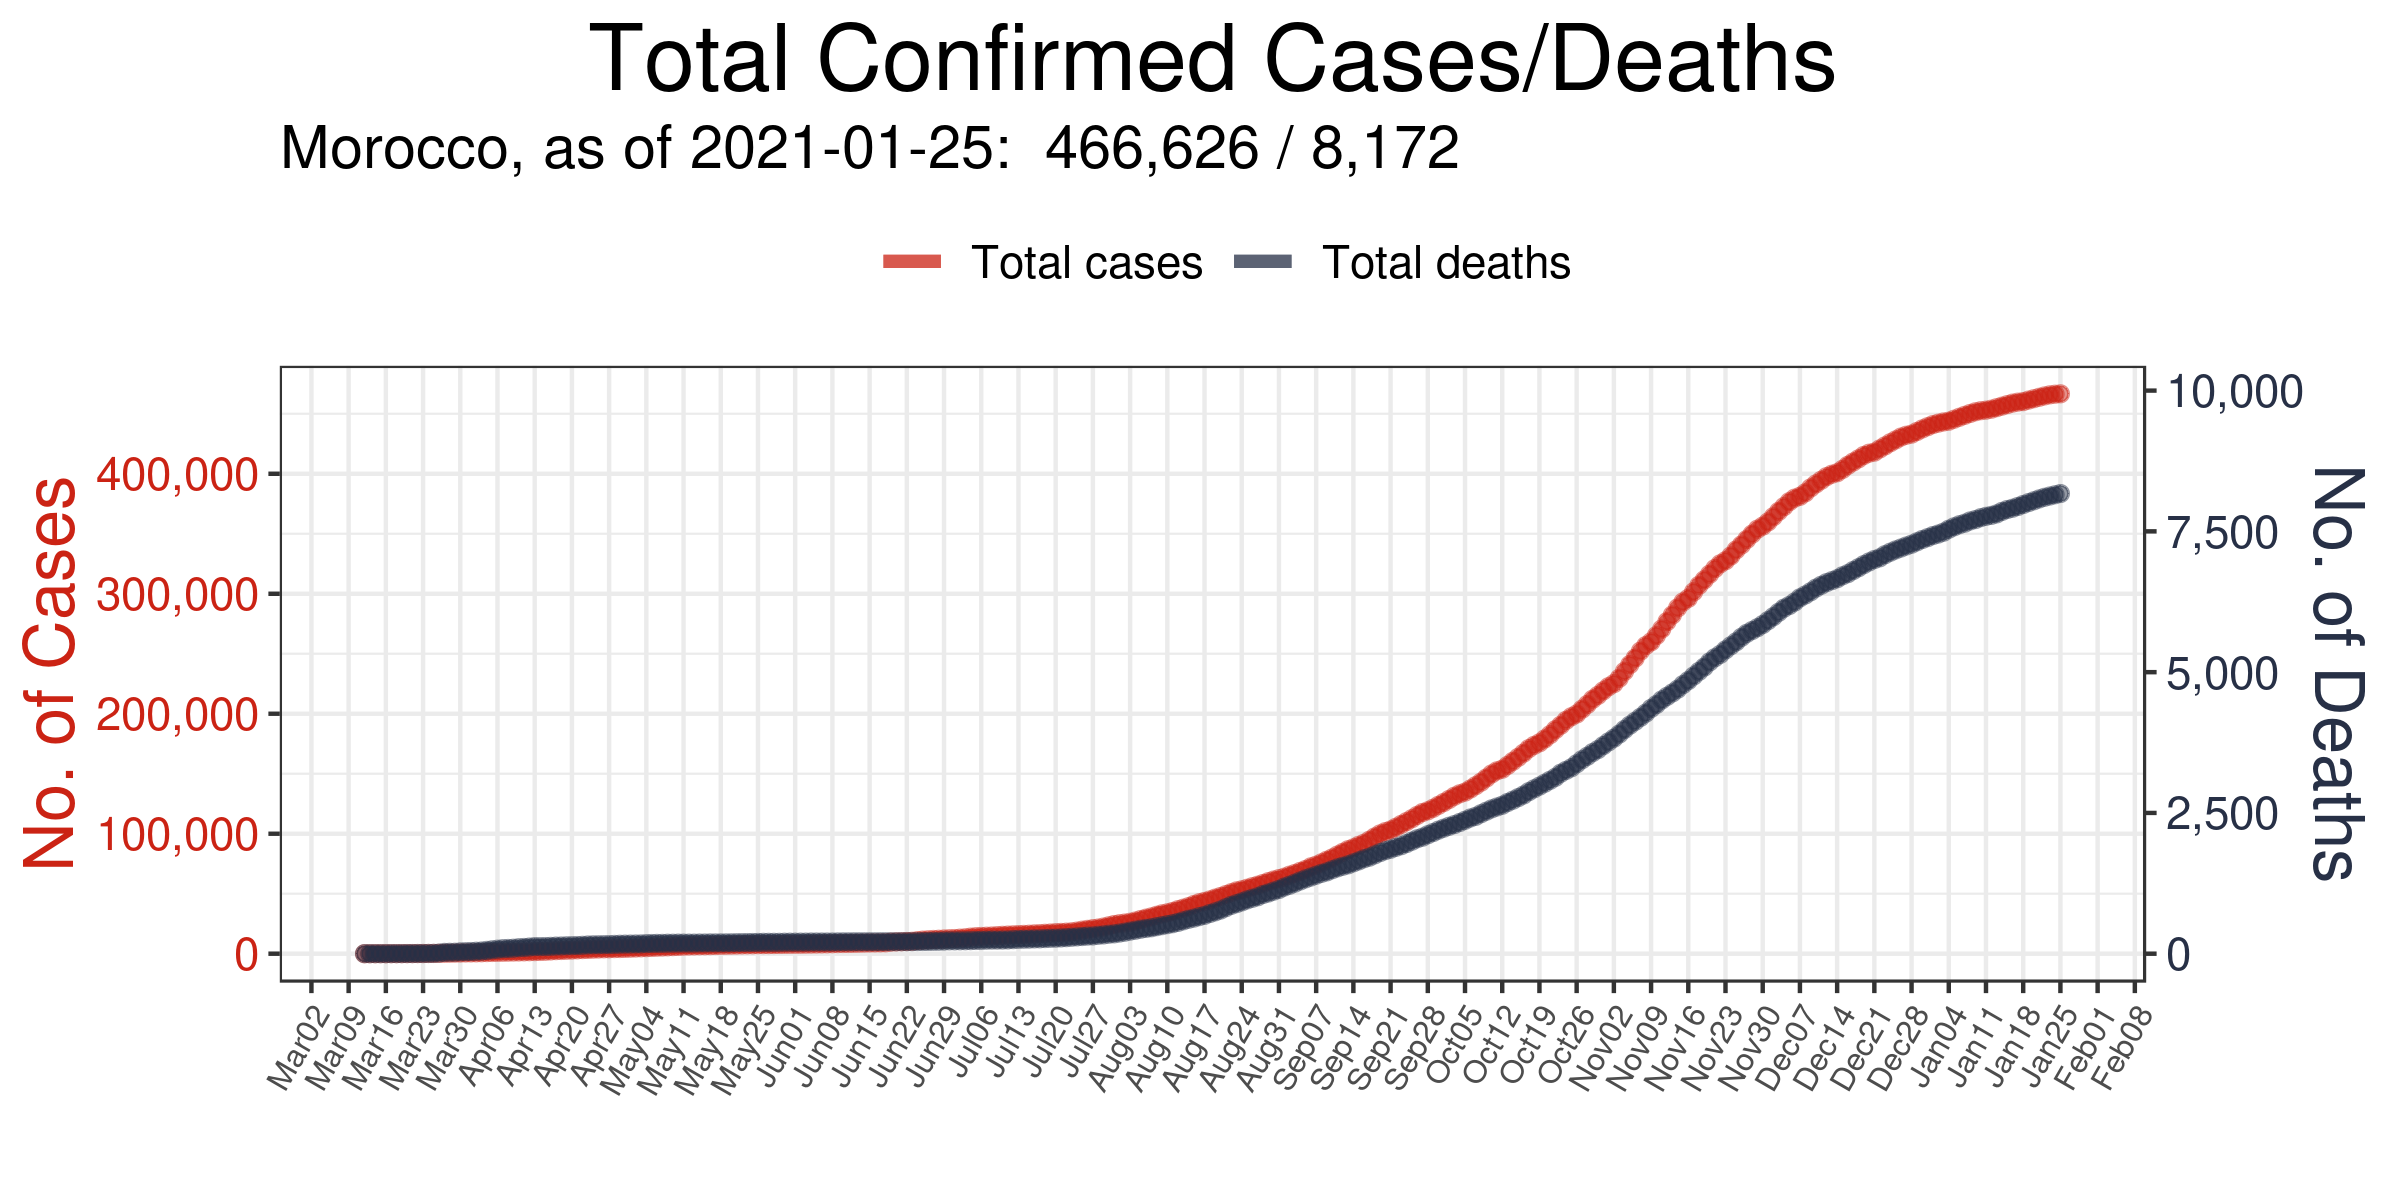 Total Confirmed Cases/Deaths
Morocco, as of 2021-01-25:  466,626 / 8,172
Total cases
Total deaths
No. of Cases
400,000
300,000
200,000
100,000
0
10,000
7,500
5,000
2,500
0
No. of Deaths
Mar02
Mar09
Mar16
Mar23
Mar30
Apr06
Apr13
Apr20
Apr27
May04
May11
May18
May25
Jun01
Jun08
Jun15
Jun22
Jun29
Jul06
Jul13
Jul20
Jul27
Aug03
Aug10
Aug17
Aug24
Aug31
Sep07
Sep14
Sep21
Sep28
Oct05
Oct12
Oct19
Oct26
Nov02
Nov09
Nov16
Nov23
Nov30
Dec07
Dec14
Dec21
Dec28
Dec04
Jan11
Jan18
Jan25
Feb01
Feb08